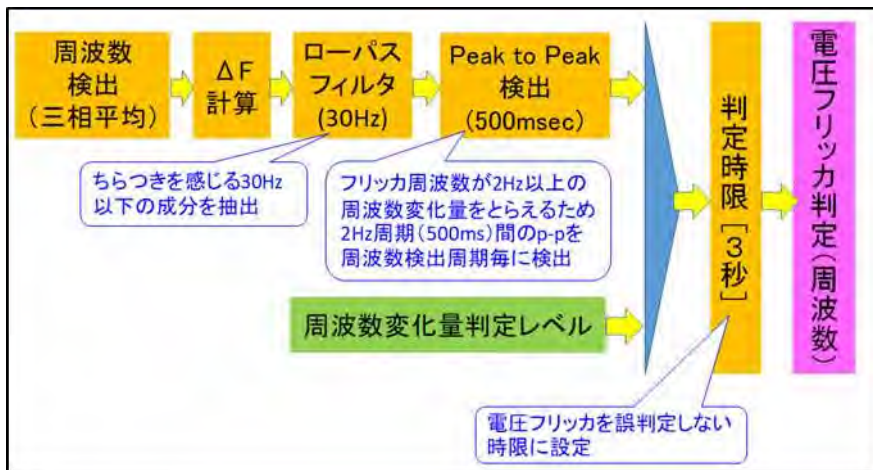 周波数
検出
（三相平均）
ΔF
計算
ローパス
フィルタ
(30Hz)
Peak to Peak
検出
(500msec)
ちらつきを感じる30Hz
以下の成分を抽出
フリッカ周波数が2Hz以上の
周波数変化量をとらえるため
2Hz周期(500ms)間のp-pを
周波数検出周期毎に検出
周波数変化量判定レベル
判定時限［3秒］
電圧フリッカ判定(周波数)
電圧フリッカを誤判定しない
時限に設定